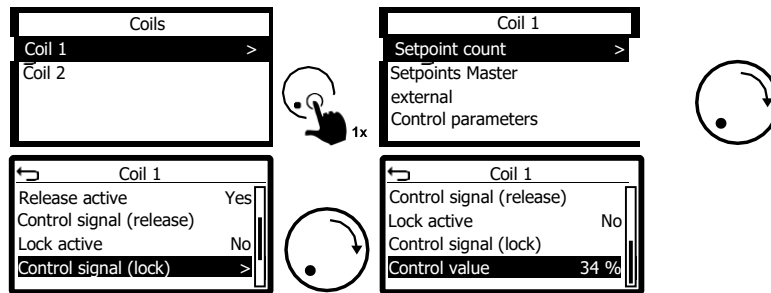 Coils
Coil 1 >
Coil 2
1x
Coil 1
Setpoint count >
Setpoints Master
external
Control parameters
Coil 1
Release active Yes
Control signal (release)
Lock active No
Control signal (lock) >
Coil 1
Control signal (release)
Lock active No
Control signal (lock)
Control value 34 %